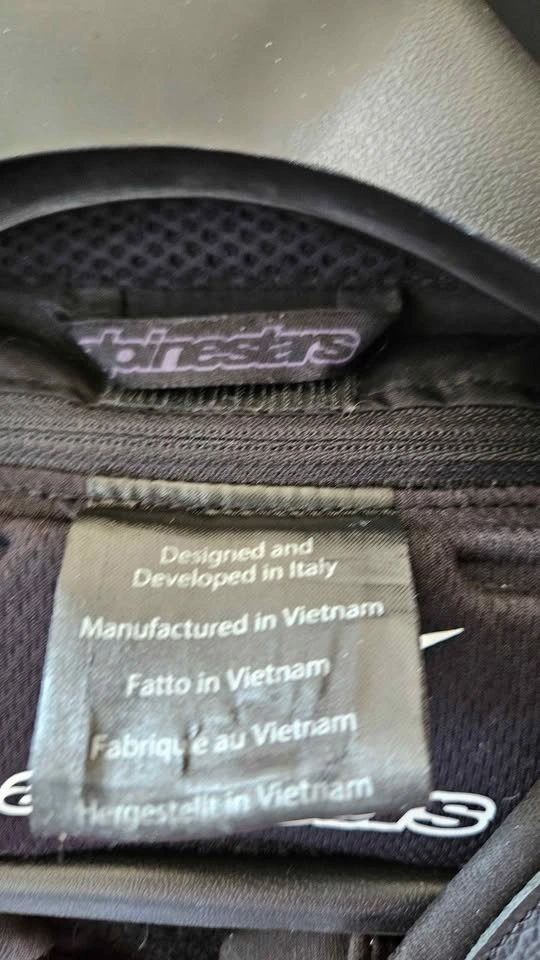 alpinestars
Designed and
Developed in Italy
Manufactured in Vietnam
Fatto in Vietnam
Fabriqué au Vietnam
Hergestellt in Vietnam